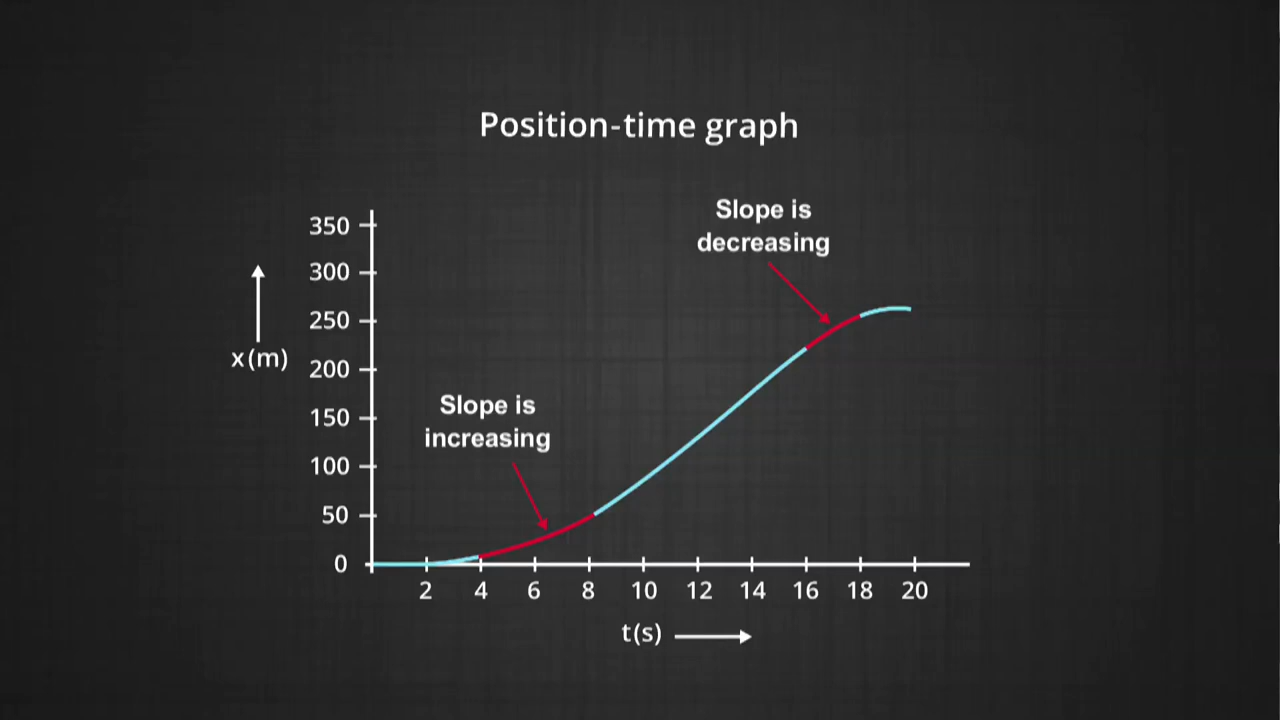 Position-time graph
Slope is
decreasing
350
300
250
x(m)
200
Slope is
increasing
150
100
50
0
2 4 6 8 10 12 14 16 18 20
t(s)